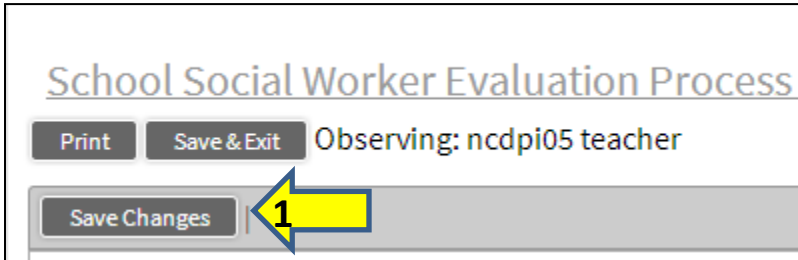 School Social Worker Evaluation Process
Print Save & Exit Observing: ncdpi05 teacher
Save Changes | 1